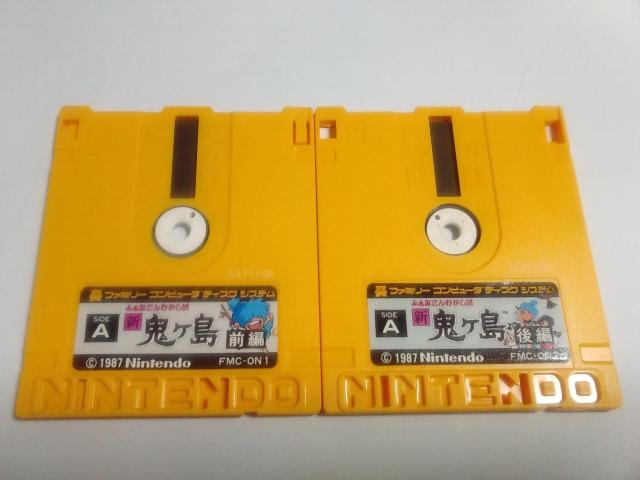 ファミリー コンピュータ ディスク システム
ふぁみこんむかし話
SIDE
A
新
鬼ヶ島
前編
© 1987 Nintendo
FMC-ON1
NINTENDO
ファミリー コンピュータ ディスク システム
ふぁみこんむかし話
SIDE
A
新
鬼ヶ島
TM
後編
© 1987 Nintendo
NINTENDO